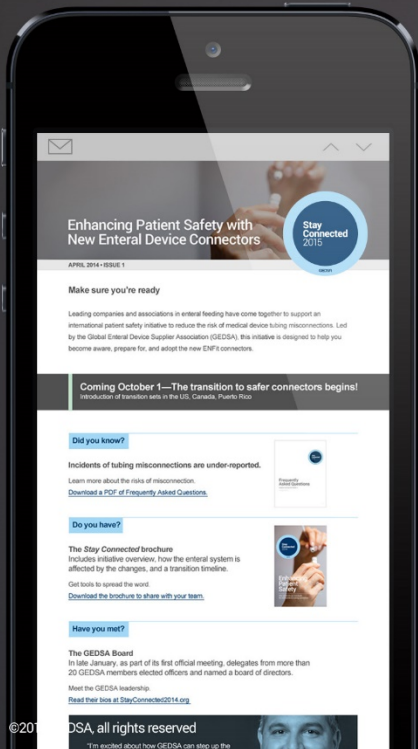 Enhancing Patient Safety with
New Enteral Device Connectors
Stay
Connected
2015
GEDSA
APRIL 2014 • ISSUE 1
Make sure you're ready
Leading companies and associations in enteral feeding have come together to support an
international patient safety initiative to reduce the risk of medical device tubing misconnections. Led
by the Global Enteral Device Supplier Association (GEDSA), this initiative is designed to help you
become aware, prepare for, and adopt the new ENFit connectors.
Coming October 1—The transition to safer connectors begins!
Introduction of transition sets in the US, Canada, Puerto Rico
Did you know?
Incidents of tubing misconnections are under-reported.
Learn more about the risks of misconnection.
Download a PDF of Frequently Asked Questions.
Frequently
Asked Questions
Do you have?
The Stay Connected brochure
Includes initiative overview, how the enteral system is
affected by the changes, and a transition timeline.
Get tools to spread the word.
Download the brochure to share with your team.
Enhancing
Patient
Safety
Have you met?
The GEDSA Board
In late January, as part of its first official meeting, delegates from more than
20 GEDSA members elected officers and named a board of directors.
Meet the GEDSA leadership.
Read their bios at StayConnected2014.org
DSA, all rights reserved
"I'm excited about how GEDSA can step up the